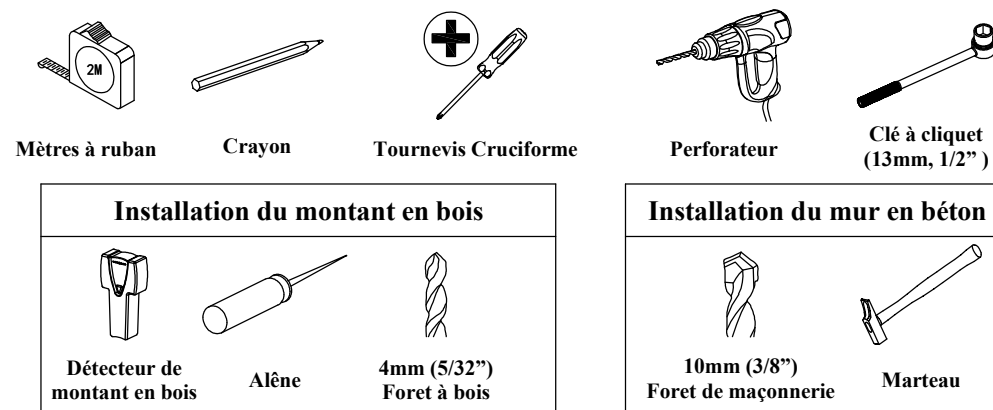 2M
Mètres à ruban
Crayon
Tournevis Cruciforme
Perforateur
Clé à cliquet
(13mm, 1/2” )
Installation du montant en bois
Détecteur de
montant en bois
Alêne
4mm (5/32”)
Foret à bois
Installation du mur en béton
10mm (3/8”)
Foret de maçonnerie
Marteau